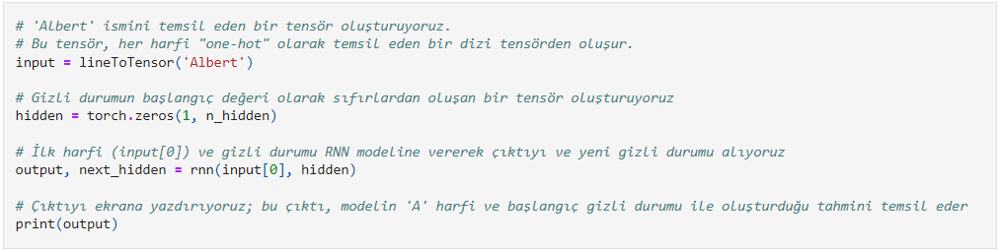 # 'Albert' ismini temsil eden bir tensör oluşturuyoruz.
# Bu tensör, her harfi "one-hot" olarak temsil eden bir dizi tensörden oluşur.
input = lineToTensor('Albert')
# Gizli durumun başlangıç değeri olarak sıfırlardan oluşan bir tensör oluşturuyoruz
hidden = torch.zeros(1, n_hidden)
# İlk harfi (input[0]) ve gizli durumu RNN modeline vererek çıktıyı ve yeni gizli durumu alıyoruz
output, next_hidden = rnn(input[0], hidden)
# Çıktıyı ekrana yazdırıyoruz; bu çıktı, modelin 'A' harfi ve başlangıç gizli durumu ile oluşturduğu tahmini temsil eder
print(output)